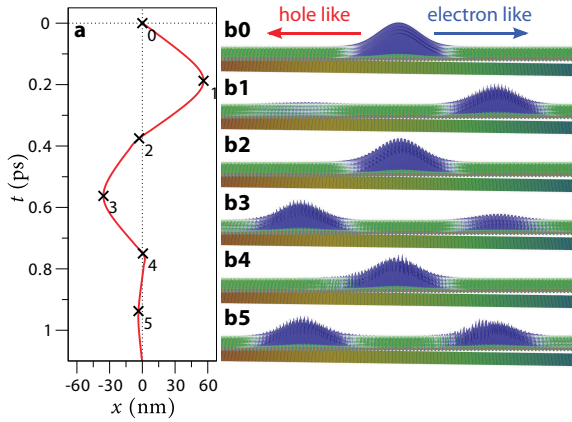 a
0
0.2
0.4
0.6
0.8
1
t (ps)
0
1
2
3
4
5
-60 -30 0 30 60
x (nm)
hole like
electron like
b0
b1
b2
b3
b4
b5